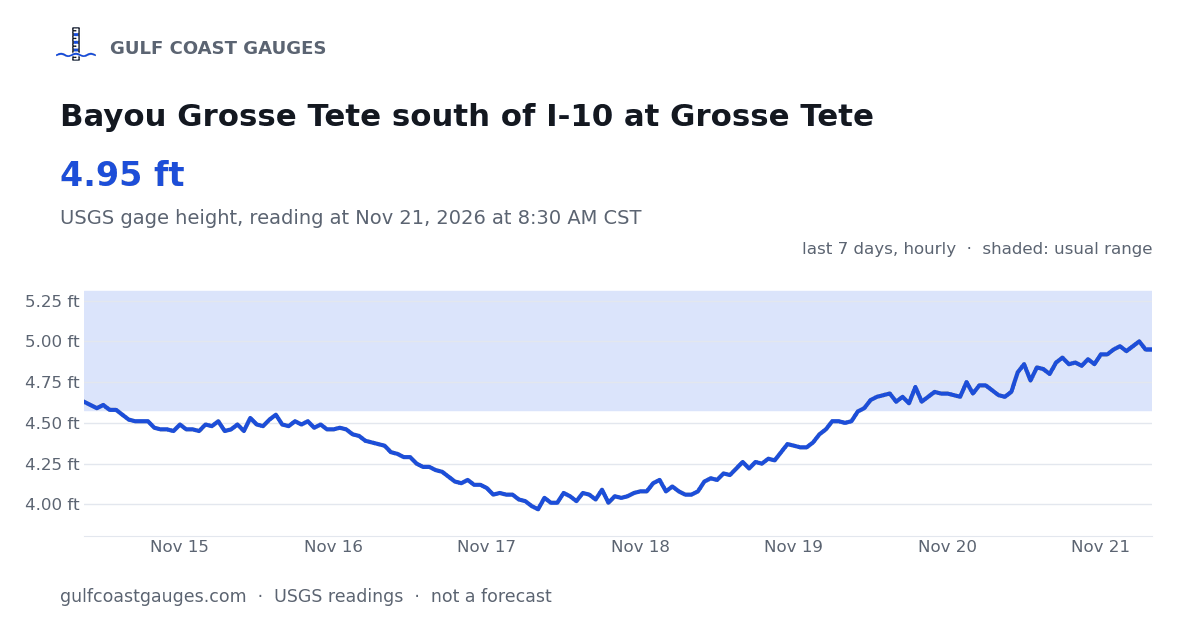 GULF COAST GAUGES
Bayou Grosse Tete south of I-10 at Grosse Tete
4.95 ft
USGS gage height, reading at Nov 21, 2026 at 8:30 AM CST
last 7 days, hourly · shaded: usual range
5.25 ft
5.00 ft
4.75 ft
4.50 ft
4.25 ft
4.00 ft
Nov 15 Nov 16 Nov 17 Nov 18 Nov 19 Nov 20 Nov 21
gulfcoastgauges.com · USGS readings · not a forecast